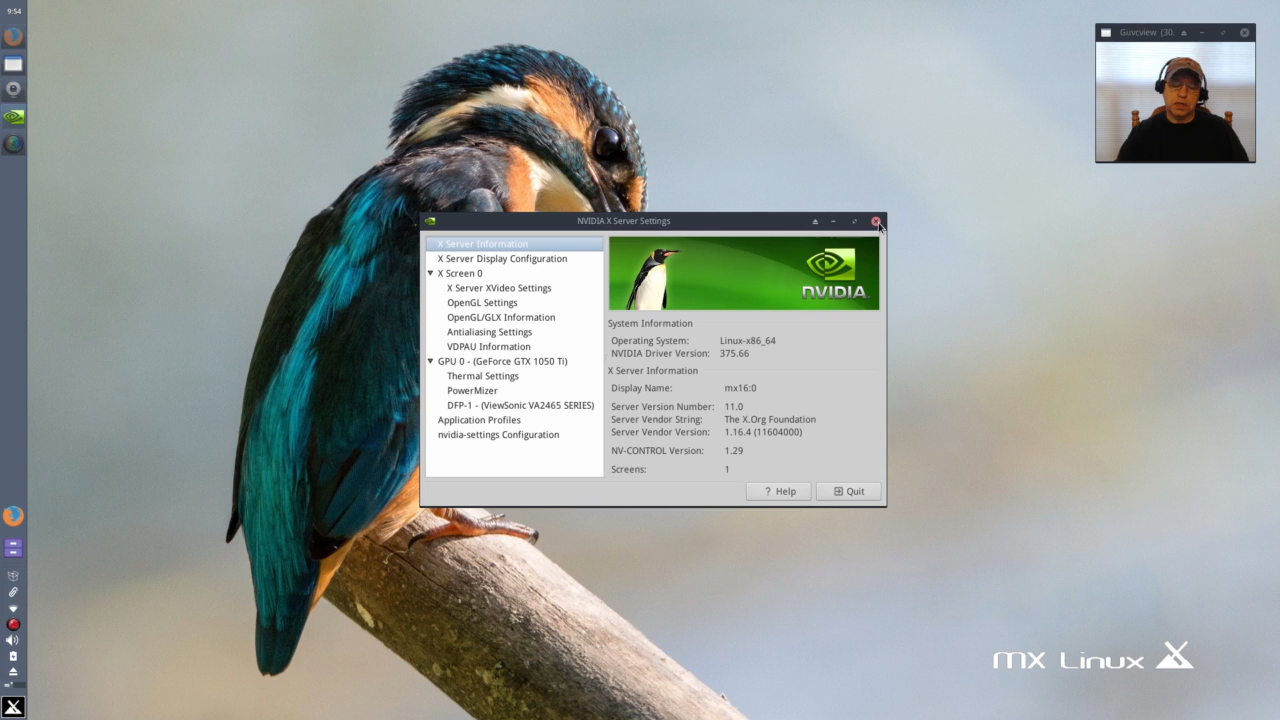 9:54
Guvcview (30.
NVIDIA X Server Settings
X Server Information
X Server Display Configuration
X Screen 0
X Server XVideo Settings
OpenGL Settings
OpenGL/GLX Information
Antialiasing Settings
VDPAU Information
GPU 0 - (GeForce GTX 1050 Ti)
Thermal Settings
PowerMizer
DFP-1 - (ViewSonic VA2465 SERIES)
Application Profiles
nvidia-settings Configuration
NVIDIA
System Information
Operating System: Linux-x86_64
NVIDIA Driver Version: 375.66
X Server Information
Display Name: mx16:0
Server Version Number: 11.0
Server Vendor String: The X.Org Foundation
Server Vendor Version: 1.16.4 (11604000)
NV-CONTROL Version: 1.29
Screens: 1
? Help
Quit
MX Linux